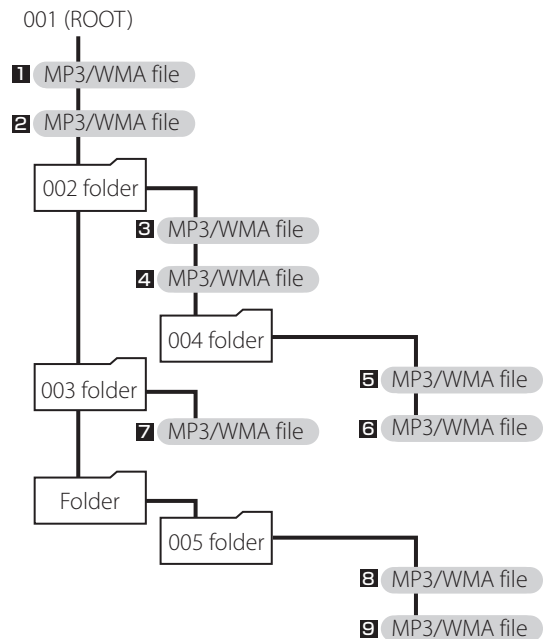 001 (ROOT)
1 MP3/WMA file
2 MP3/WMA file
002 folder
3 MP3/WMA file
4 MP3/WMA file
004 folder
5 MP3/WMA file
003 folder
6 MP3/WMA file
7 MP3/WMA file
Folder
005 folder
8 MP3/WMA file
9 MP3/WMA file